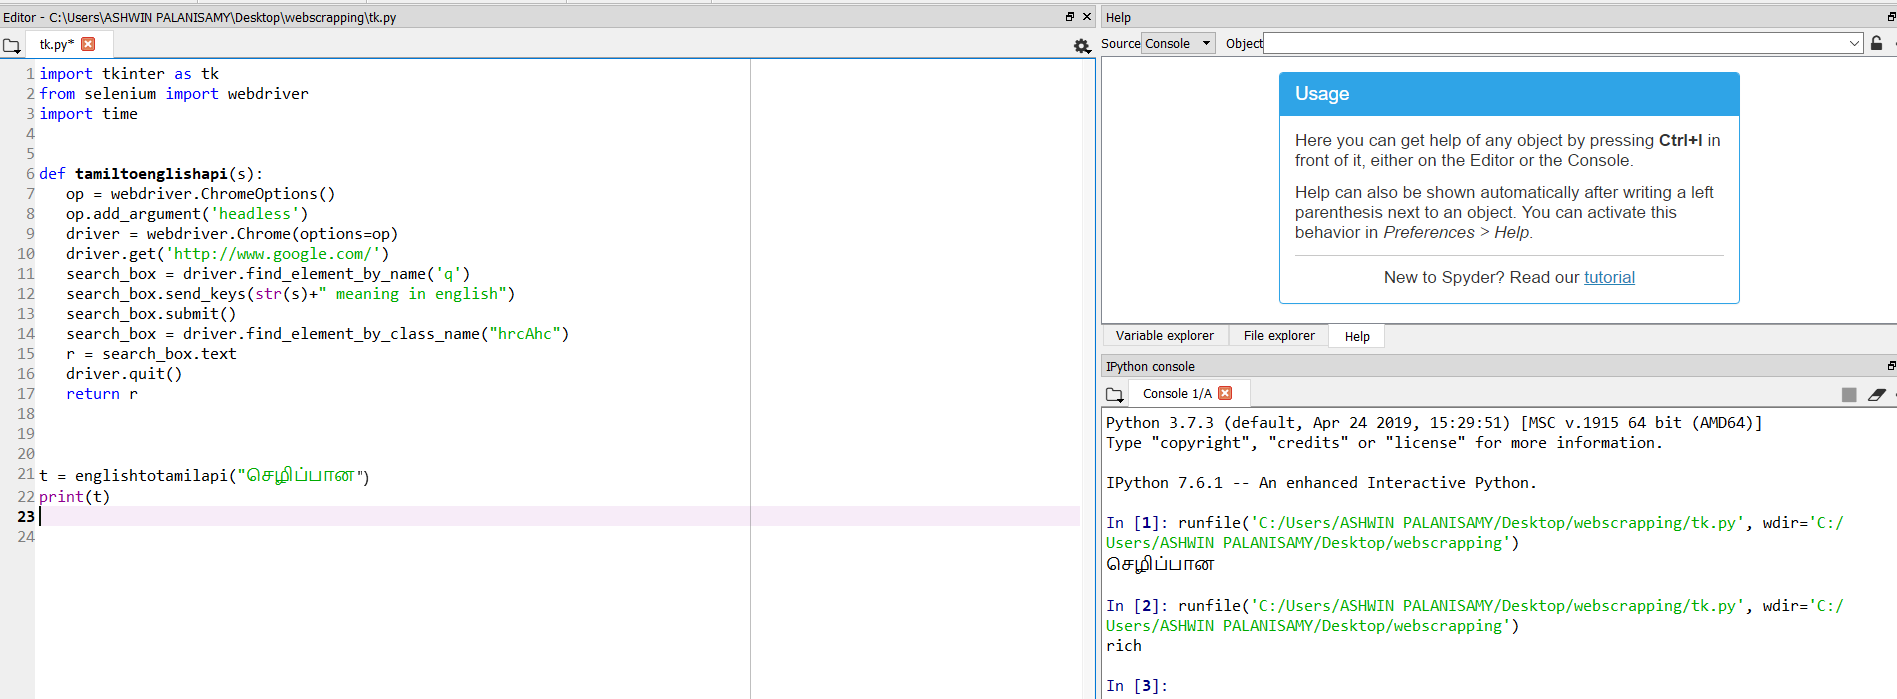 Editor - C:\Users\ASHWIN PALANISAMY\Desktop\webscrapping\tk.py
tk.py*
1 import tkinter as tk
2 from selenium import webdriver
3 import time
4
5
6 def tamiltoenglishapi(s):
7    op = webdriver.ChromeOptions()
8    op.add_argument('headless')
9    driver = webdriver.Chrome(options=op)
10    driver.get('http://www.google.com/')
11    search_box = driver.find_element_by_name('q')
12    search_box.send_keys(str(s)+" meaning in english")
13    search_box.submit()
14    search_box = driver.find_element_by_class_name("hrcAhc")
15    r = search_box.text
16    driver.quit()
17    return r
18
19
20
21 t = englishtotamilapi("செழிப்பான")
22 print(t)
23
24
Help
Source Console Object
Usage
Here you can get help of any object by pressing Ctrl+I in
front of it, either on the Editor or the Console.
Help can also be shown automatically after writing a left
parenthesis next to an object. You can activate this
behavior in Preferences > Help.
New to Spyder? Read our tutorial
Variable explorer File explorer Help
IPython console
Console 1/A
Python 3.7.3 (default, Apr 24 2019, 15:29:51) [MSC v.1915 64 bit (AMD64)]
Type "copyright", "credits" or "license" for more information.
IPython 7.6.1 -- An enhanced Interactive Python.
In [1]: runfile('C:/Users/ASHWIN PALANISAMY/Desktop/webscrapping/tk.py', wdir='C:/
Users/ASHWIN PALANISAMY/Desktop/webscrapping')
செழிப்பான
In [2]: runfile('C:/Users/ASHWIN PALANISAMY/Desktop/webscrapping/tk.py', wdir='C:/
Users/ASHWIN PALANISAMY/Desktop/webscrapping')
rich
In [3]: